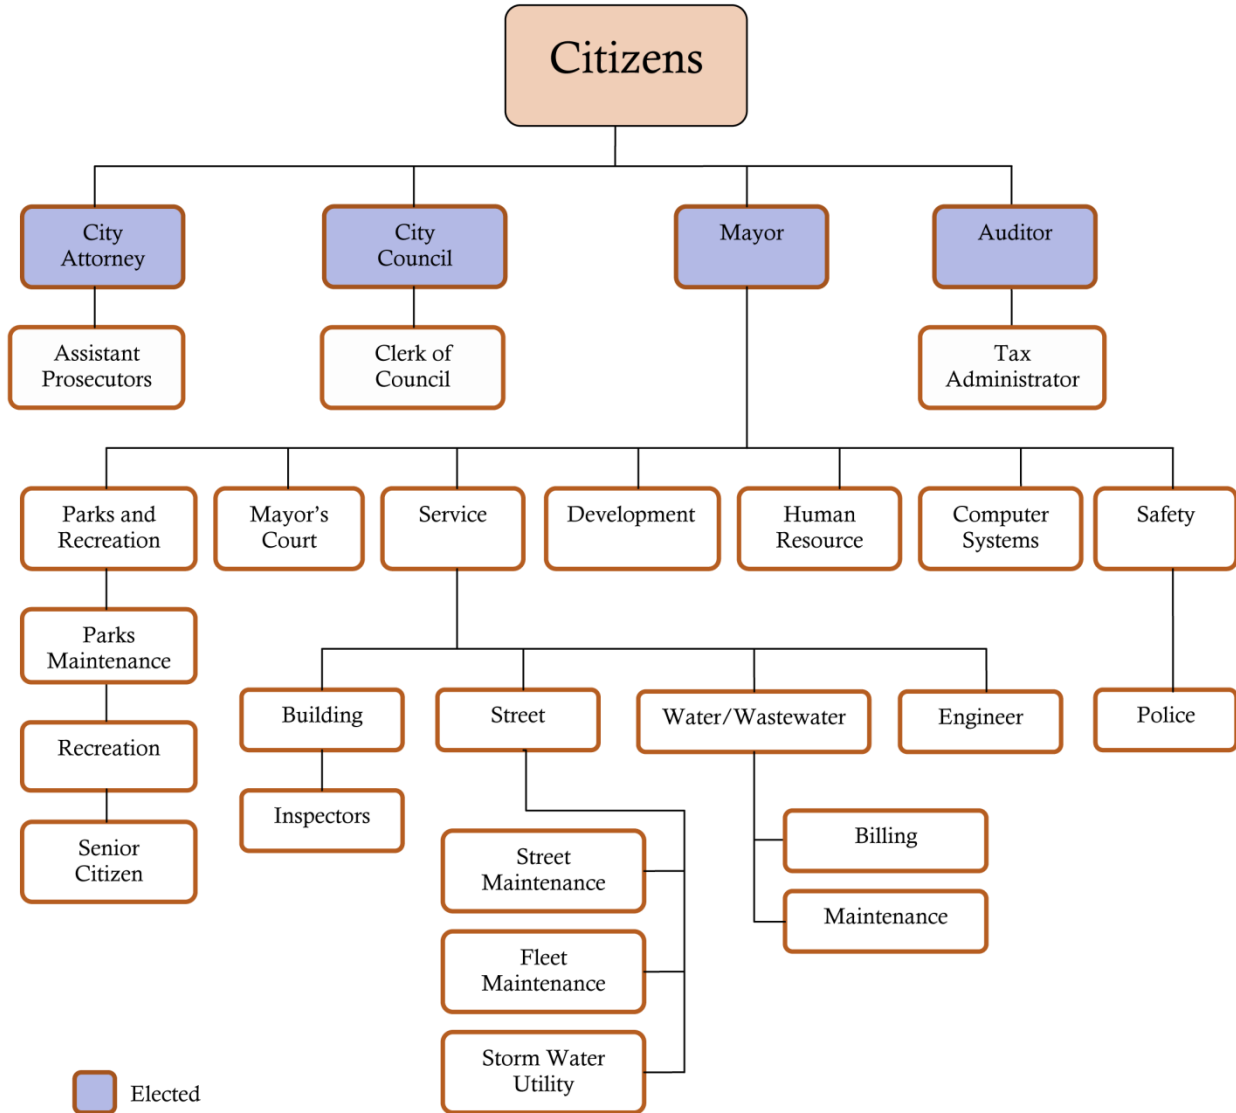 Citizens
City
Attorney
City
Council
Mayor
Auditor
Assistant
Prosecutors
Clerk of
Council
Tax
Administrator
Parks and
Recreation
Mayor’s
Court
Service
Development
Human
Resource
Computer
Systems
Safety
Parks
Maintenance
Building
Street
Water/Wastewater
Engineer
Police
Recreation
Inspectors
Senior
Citizen
Street
Maintenance
Billing
Maintenance
Fleet
Maintenance
Storm Water
Utility
Elected